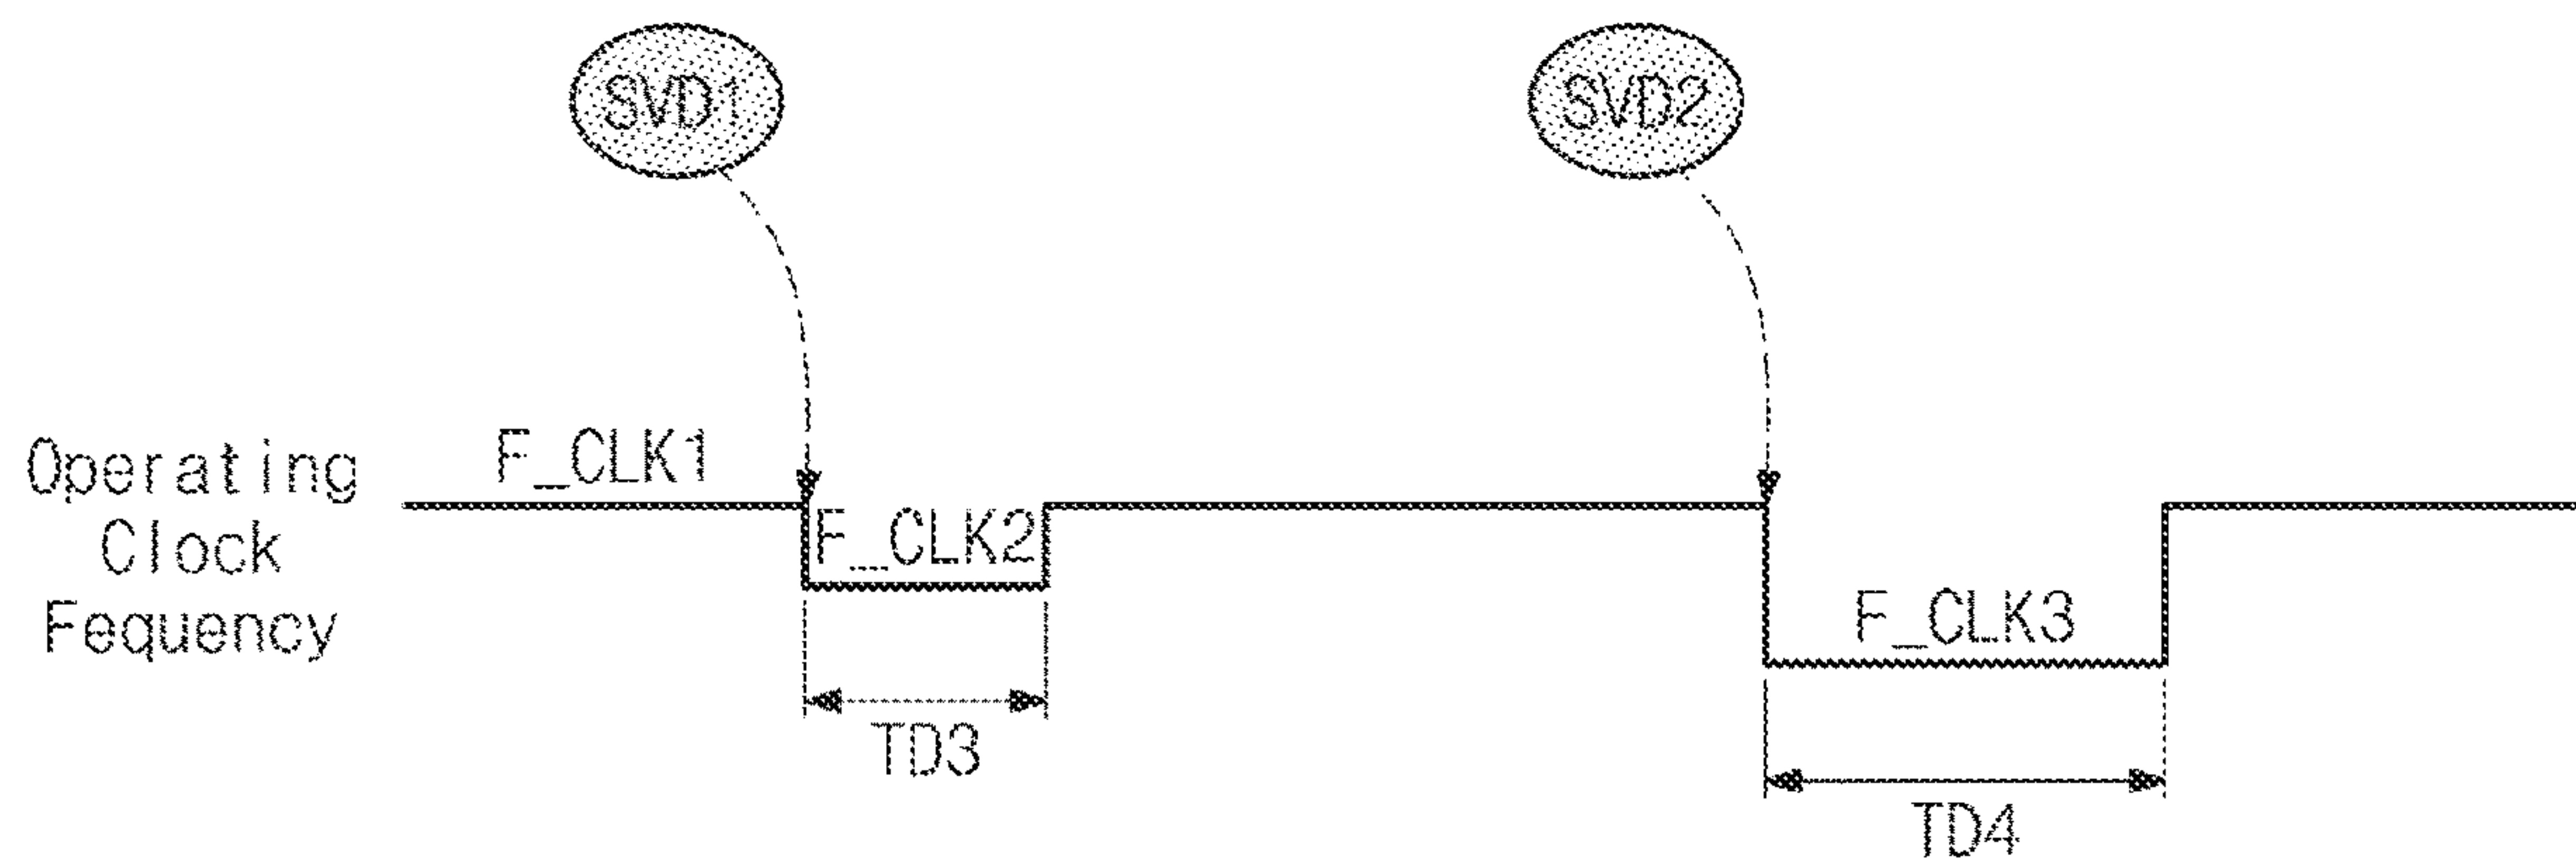 SVD1
SVD2
F_CLK1
Operating
Clock
Fequency
F_CLK2
F_CLK3
TD3
TD4